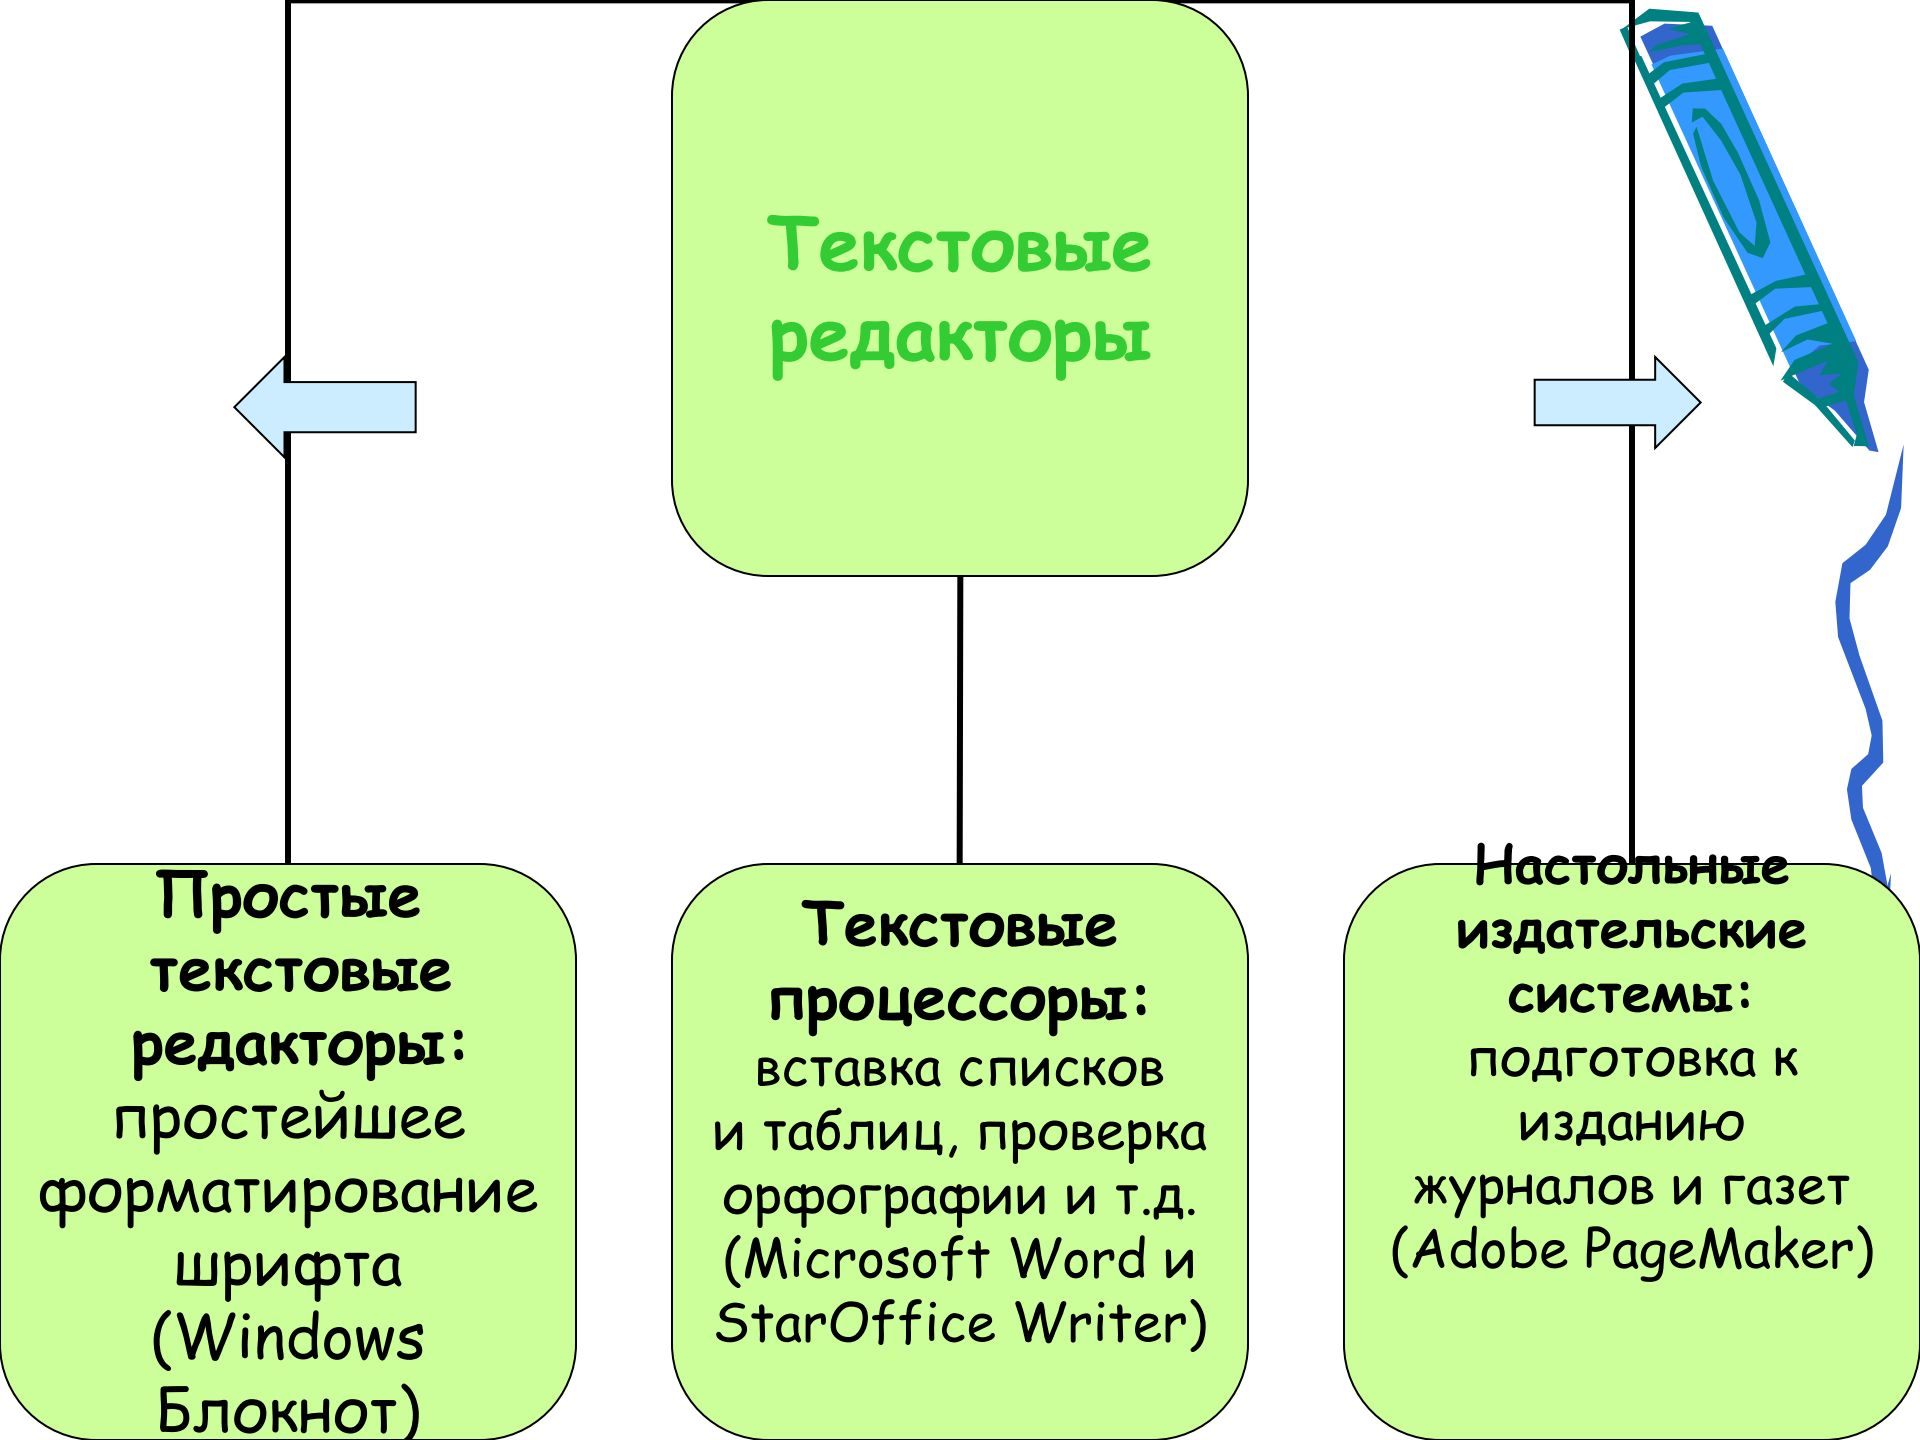 Текстовые
редакторы
Простые
текстовые
редакторы:
простейшее
форматирование
шрифта
(Windows
Блокнот)
Текстовые
процессоры:
вставка списков
и таблиц, проверка
орфографии и т.д.
(Microsoft Word и
StarOffice Writer)
Настольные
издательские
системы:
подготовка к
изданию
журналов и газет
(Adobe PageMaker)